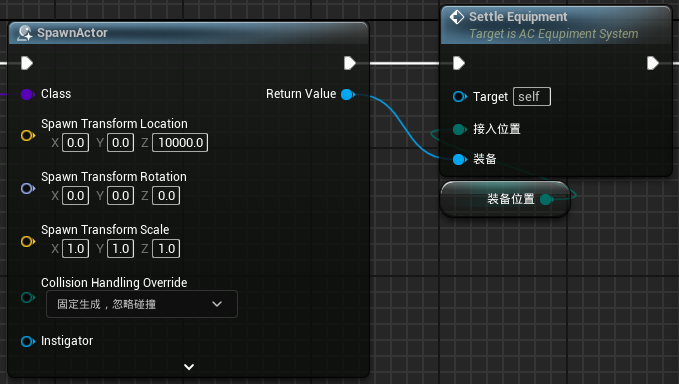 SpawnActor
Class
Return Value
Spawn Transform Location
X 0.0 Y 0.0 Z 10000.0
Spawn Transform Rotation
X 0.0 Y 0.0 Z 0.0
Spawn Transform Scale
X 1.0 Y 1.0 Z 1.0
Collision Handling Override
固定生成，忽略碰撞
Instigator
Settle Equipment
Target is AC Equpiment System
Target self
接入位置
装备
装备位置